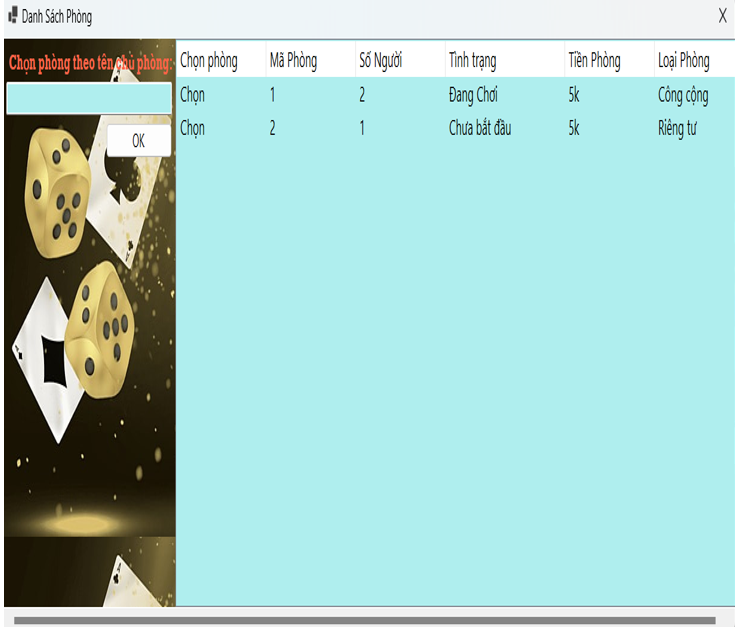 Danh Sách Phòng
Chọn phòng theo tên chủ phòng:
OK
Chọn phòng Mã Phòng Số Người Tình trạng Tiền Phòng Loại Phòng
Chọn 1 2 Đang Chơi 5k Công cộng
Chọn 2 1 Chưa bắt đầu 5k Riêng tư